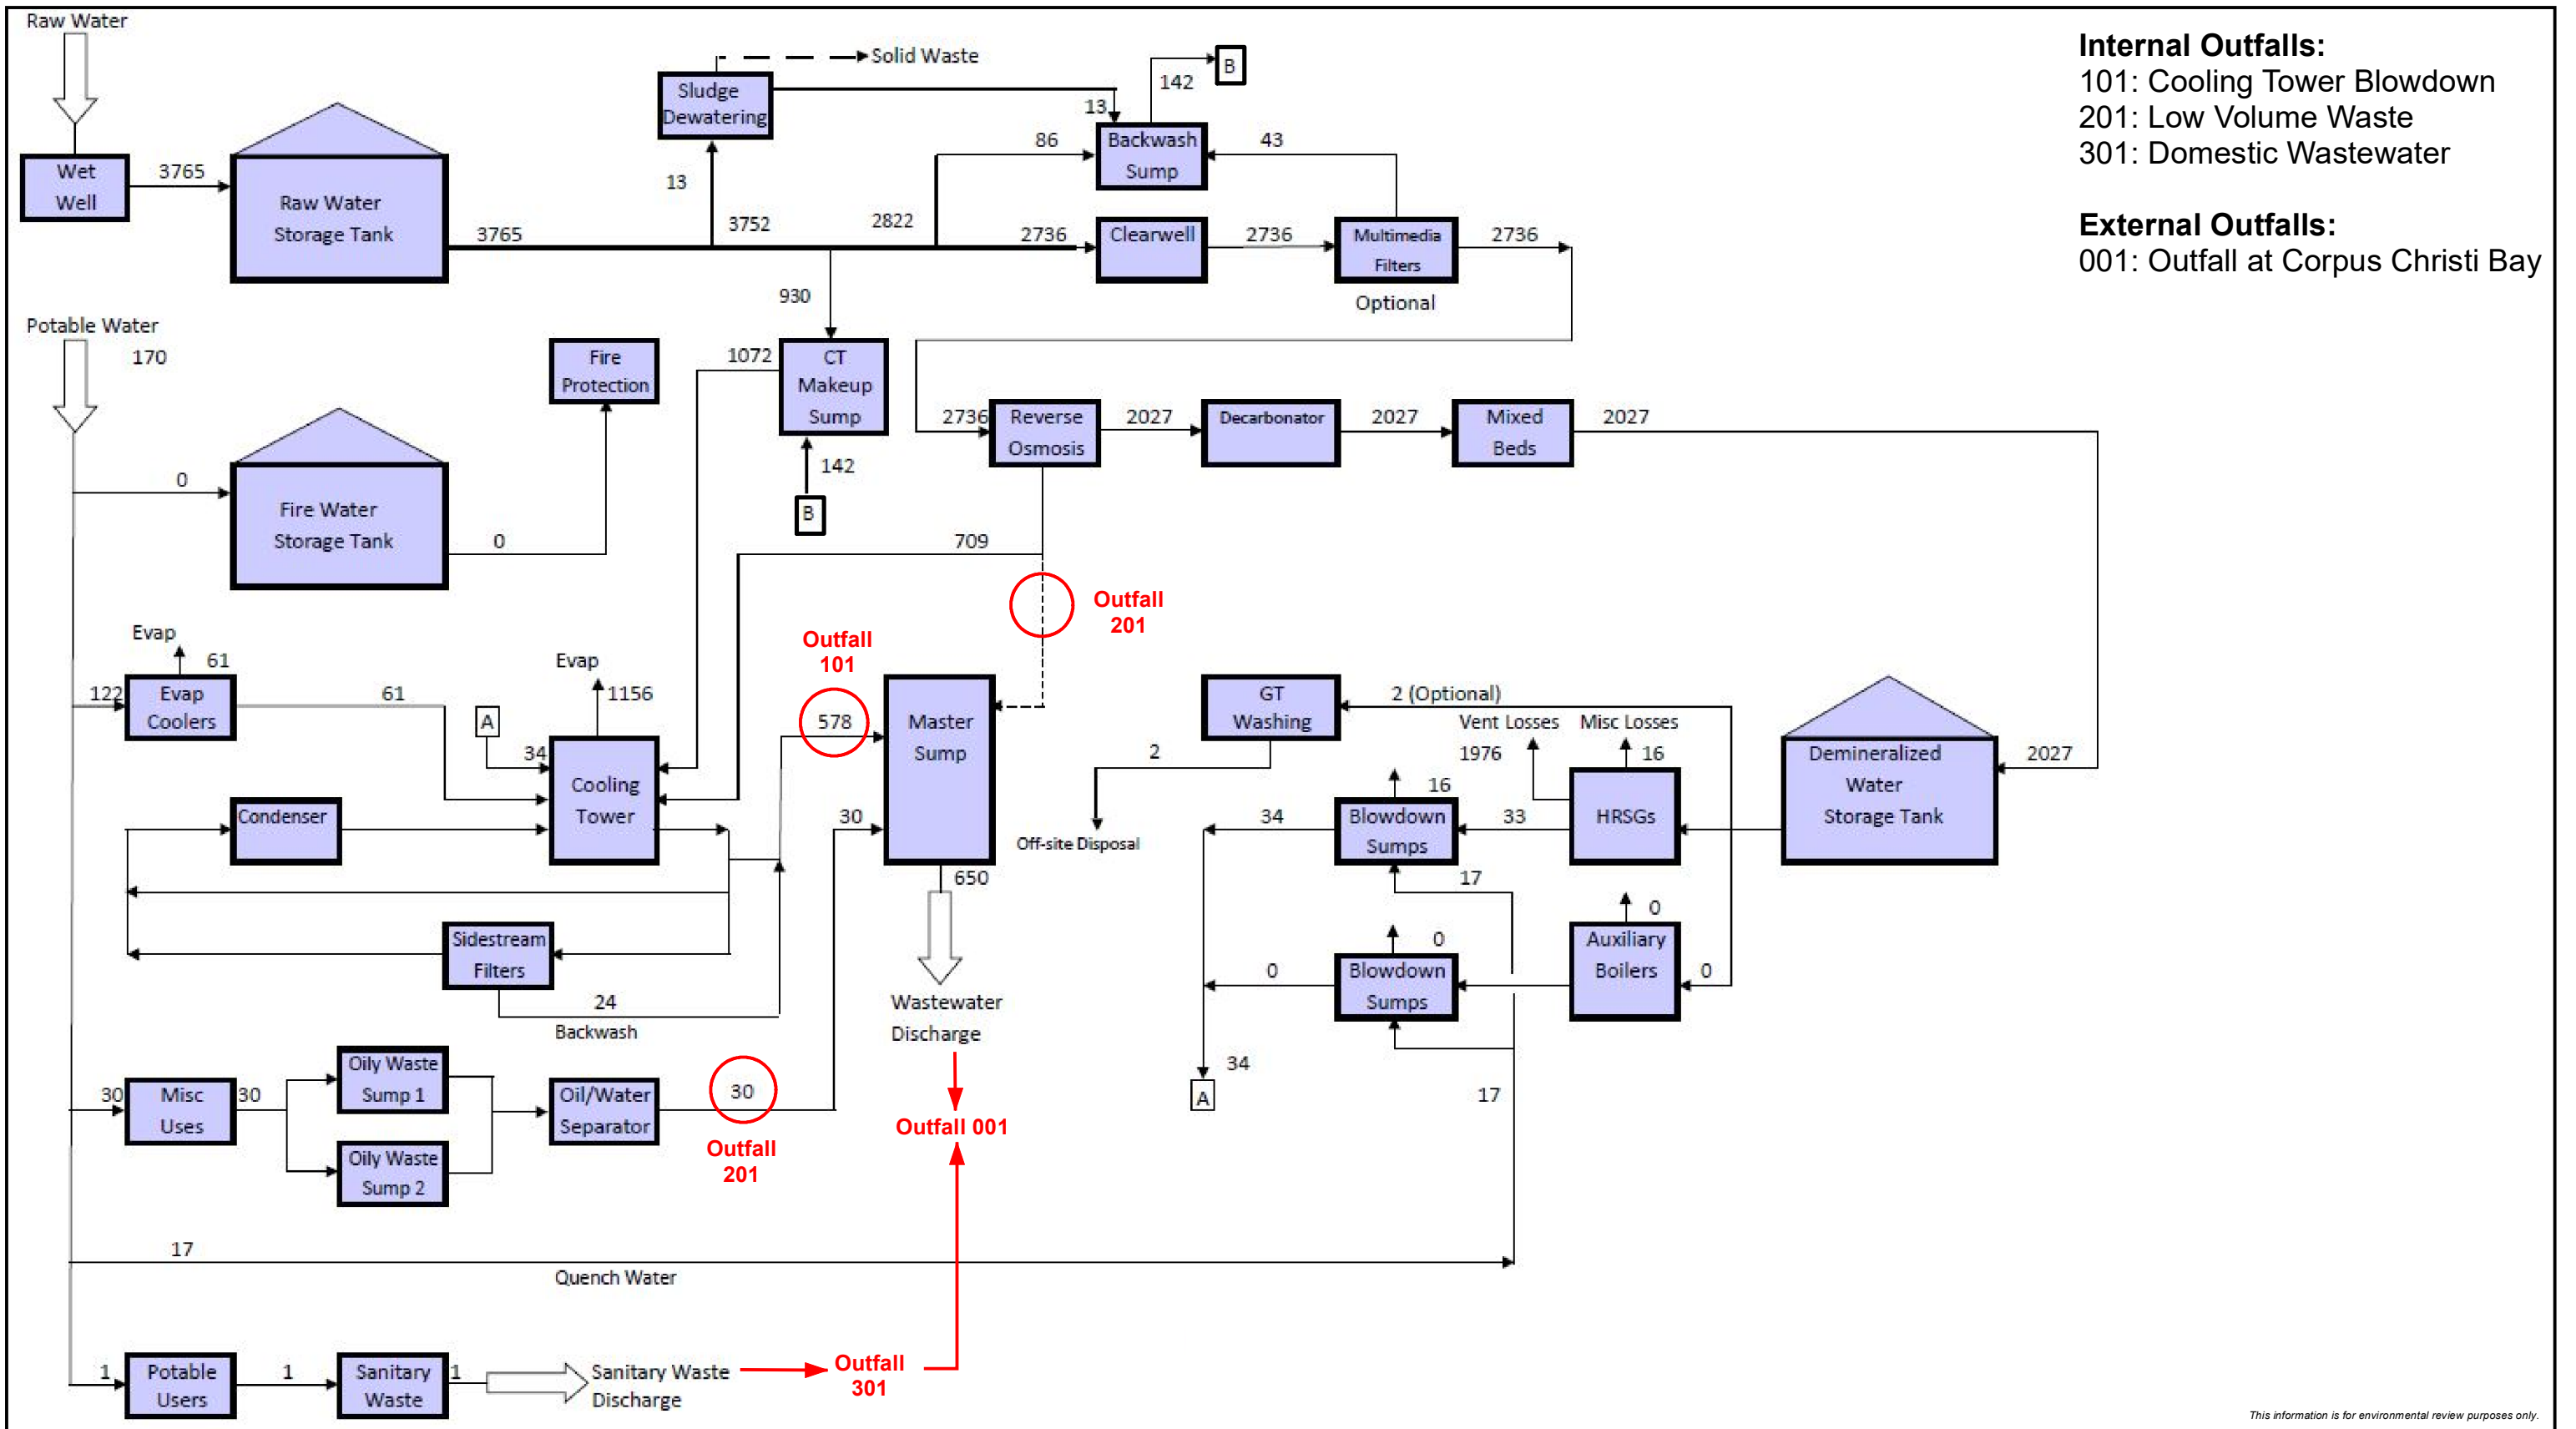 Raw Water
Wet
Well
3765
Raw Water
Storage Tank
3765
Sludge
Dewatering
Solid Waste
13
3752
2822
13
86
Backwash
Sump
142
B
43
2736
Clearwell
2736
Multimedia
Filters
Optional
2736
930
Internal Outfalls:
101: Cooling Tower Blowdown
201: Low Volume Waste
301: Domestic Wastewater
External Outfalls:
001: Outfall at Corpus Christi Bay
Potable Water
170
Fire
Protection
1072
CT
Makeup
Sump
142
B
2736
Reverse
Osmosis
2027
Decarbonator
2027
Mixed
Beds
2027
0
Fire Water
Storage Tank
0
709
Outfall
201
Evap
61
122
Evap
Coolers
61
A
34
Evap
1156
Cooling
Tower
Outfall
101
578
Master
Sump
30
650
Condenser
Sidestream
Filters
24
Backwash
Wastewater
Discharge
Outfall 001
GT
Washing
2 (Optional)
2
Off-site Disposal
Vent Losses
1976
Misc Losses
16
Demineralized
Water
Storage Tank
2027
HRSGs
33
16
Blowdown
Sumps
34
17
0
Auxiliary
Boilers
0
0
Blowdown
Sumps
0
34
A
17
30
Misc
Uses
30
Oily Waste
Sump 1
Oily Waste
Sump 2
Oil/Water
Separator
30
Outfall
201
17
Quench Water
1
Potable
Users
1
Sanitary
Waste
1
Sanitary Waste
Discharge
Outfall
301
This information is for environmental review purposes only.